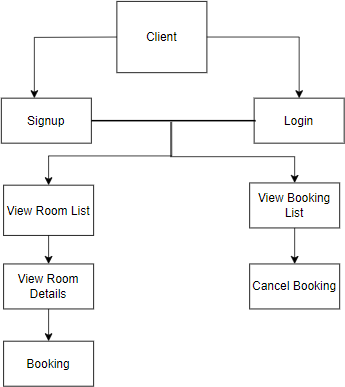 Client
Signup
Login
View Room List
View Booking
List
View Room
Details
Cancel Booking
Booking